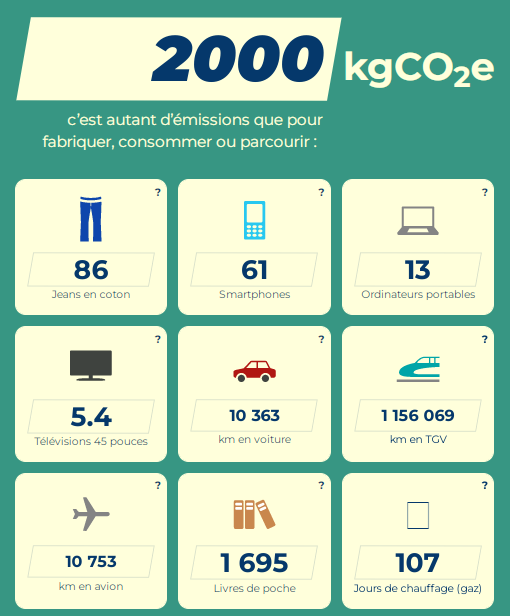 2000 kgCO2e
c'est autant d'émissions que pour
fabriquer, consommer ou parcourir :
?
86
Jeans en coton
?
61
Smartphones
?
13
Ordinateurs portables
?
5.4
Télévisions 45 pouces
?
10 363
km en voiture
?
1 156 069
km en TGV
?
10 753
km en avion
?
1 695
Livres de poche
?
107
Jours de chauffage (gaz)